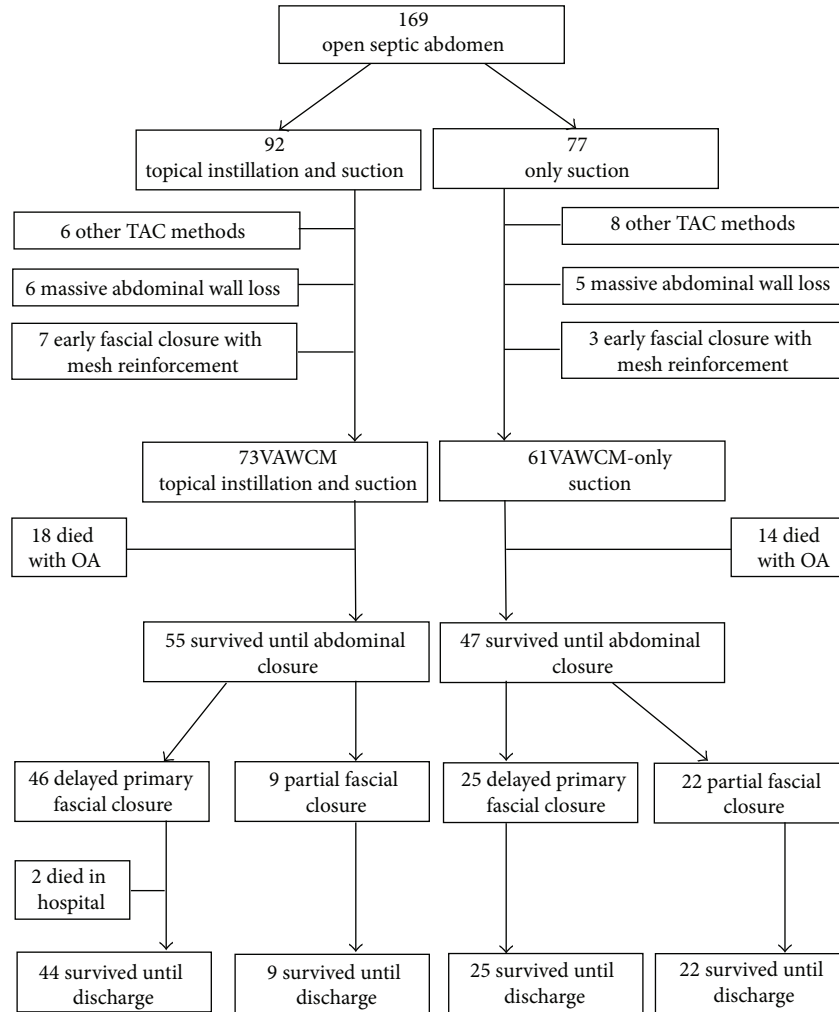 169
open septic abdomen
92
topical instillation and suction
77
only suction
6 other TAC methods
8 other TAC methods
6 massive abdominal wall loss
5 massive abdominal wall loss
7 early fascial closure with
mesh reinforcement
3 early fascial closure with
mesh reinforcement
73VAWCM
topical instillation and suction
61VAWCM-only
suction
18 died
with OA
14 died
with OA
55 survived until abdominal
closure
47 survived until abdominal
closure
46 delayed primary
fascial closure
9 partial fascial
closure
25 delayed primary
fascial closure
22 partial fascial
closure
2 died in
hospital
44 survived until
discharge
9 survived until
discharge
25 survived until
discharge
22 survived until
discharge